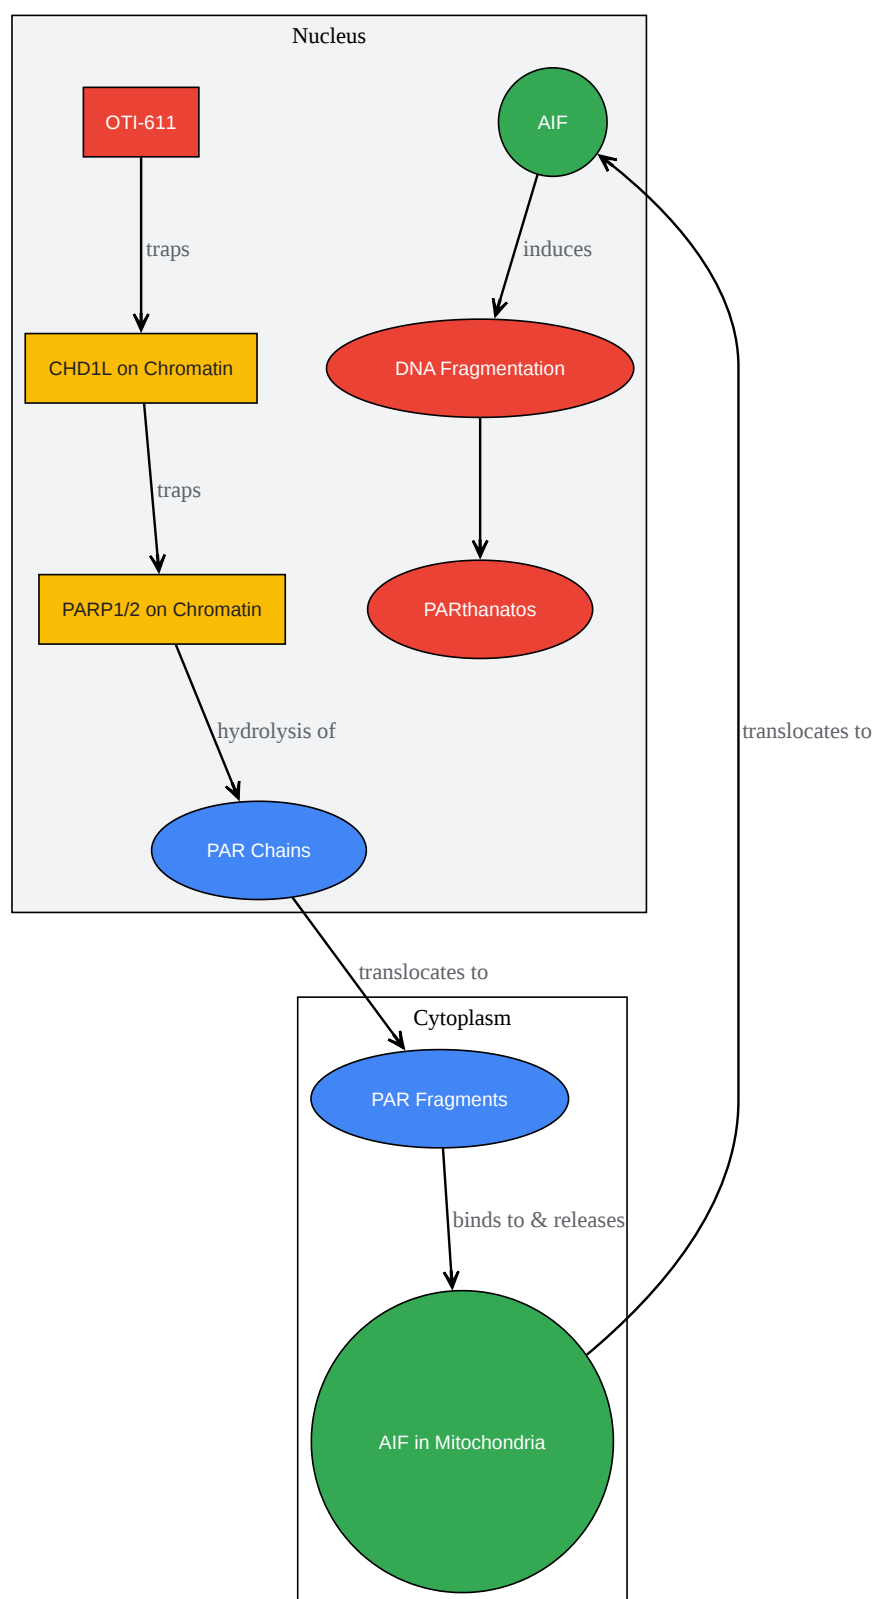 Nucleus
OTI-611
AIF
traps
induces
CHD1L on Chromatin
DNA Fragmentation
traps
PARP1/2 on Chromatin
PARthanatos
hydrolysis of
translocates to
PAR Chains
translocates to
Cytoplasm
PAR Fragments
binds to & releases
AIF in Mitochondria